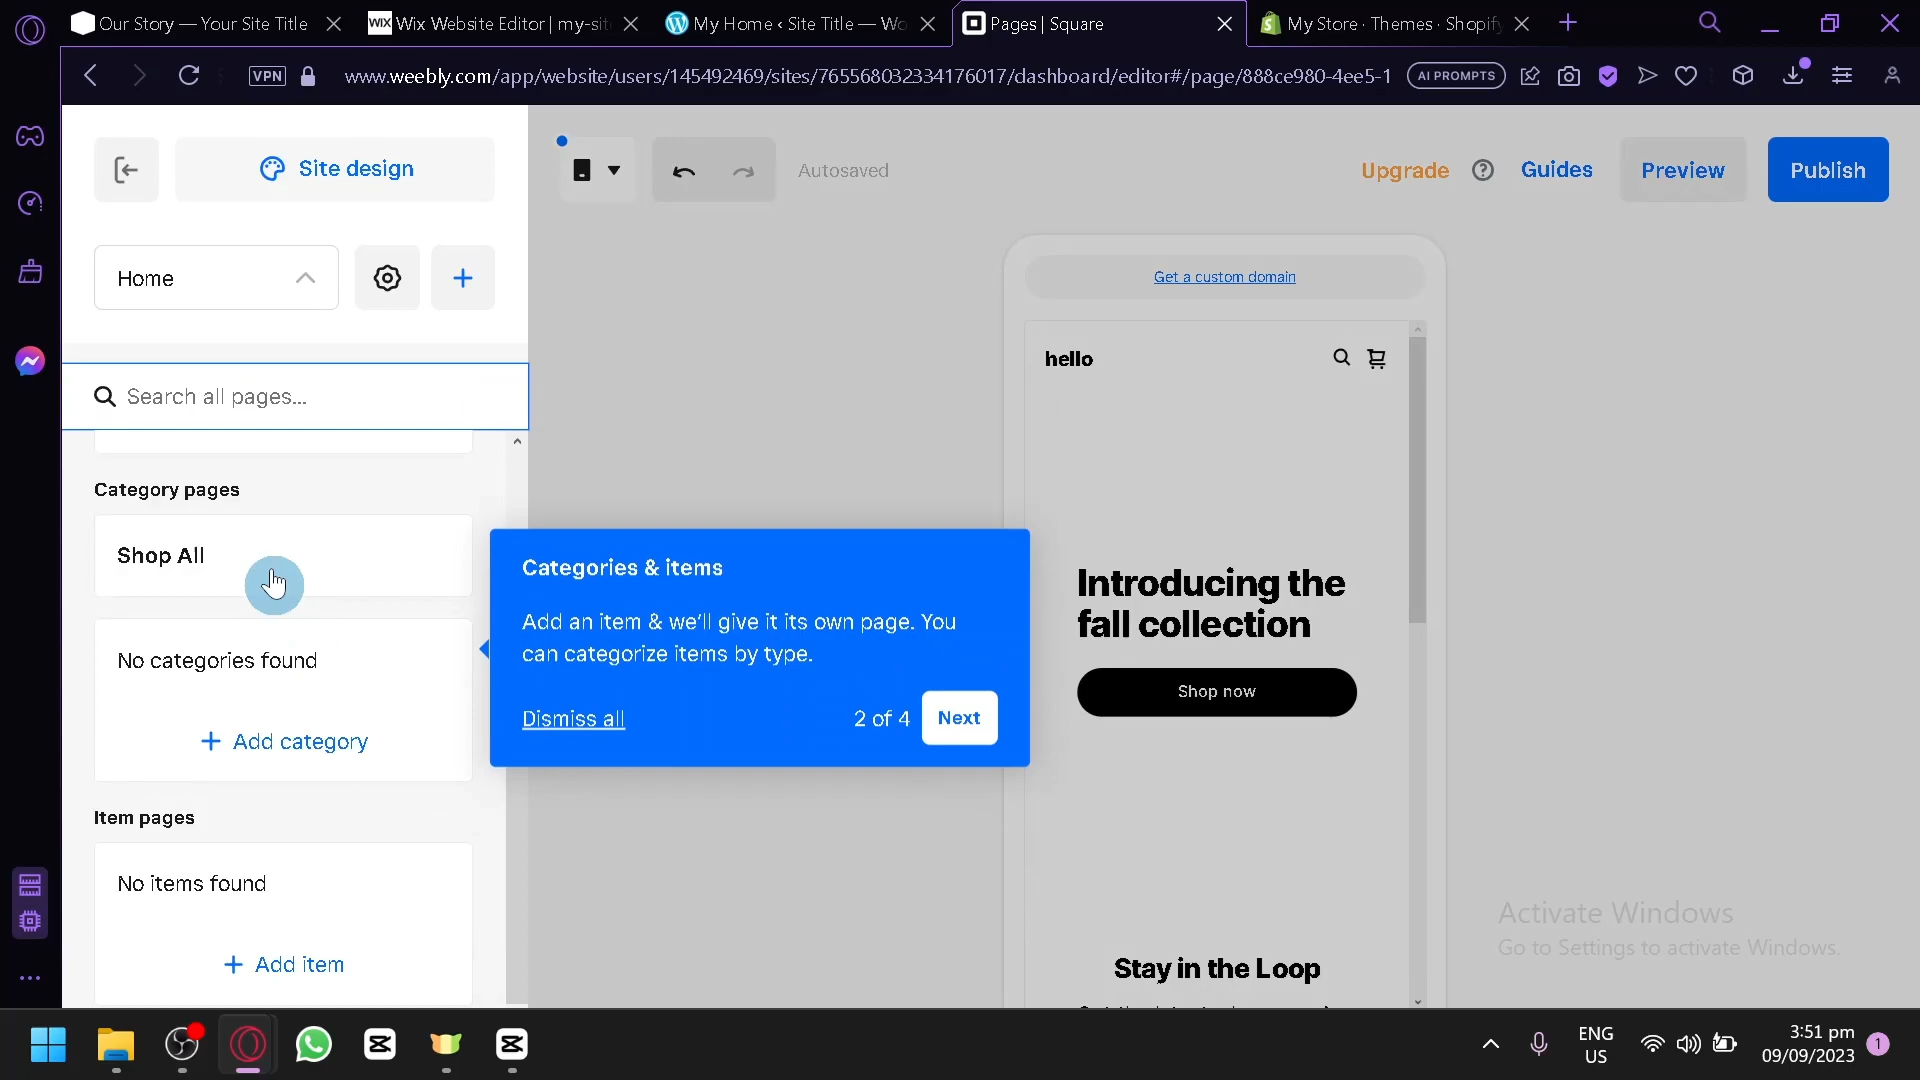 Our Story — Your Site Title
WIX Wix Website Editor | my-sit
My Home ‹ Site Title — Wo
Pages | Square
My Store · Themes · Shopify
VPN
www.weebly.com/app/website/users/145492469/sites/765568032334176017/dashboard/editor#/page/888ce980-4ee5-1
AI PROMPTS
Site design
Autosaved
Upgrade
Guides
Preview
Publish
Home
Get a custom domain
Search all pages...
hello
Category pages
Shop All
No categories found
Add category
Item pages
No items found
Add item
Categories & items
Add an item & we'll give it its own page. You
can categorize items by type.
Dismiss all
2 of 4
Next
Introducing the
fall collection
Shop now
Stay in the Loop
Activate Windows
Go to Settings to activate Windows.
ENG
US
3:51 pm
09/09/2023
1